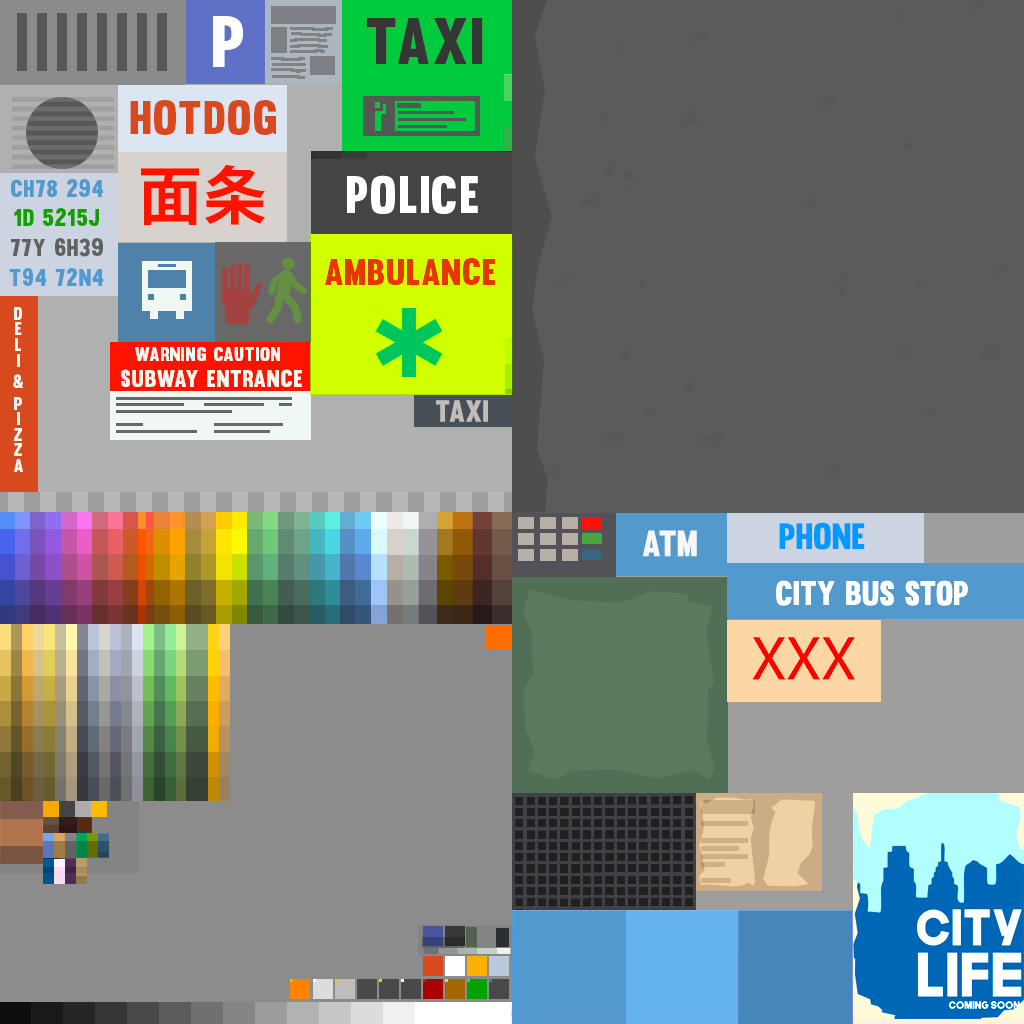 P
TAXI
HOTDOG
面条
POLICE
CH78 294
1D 5215J
77Y 6H39
T94 72N4
AMBULANCE
DELI & PIZZA
WARNING CAUTION
SUBWAY ENTRANCE
TAXI
ATM
PHONE
CITY BUS STOP
XXX
CITY
LIFE
COMING SOON